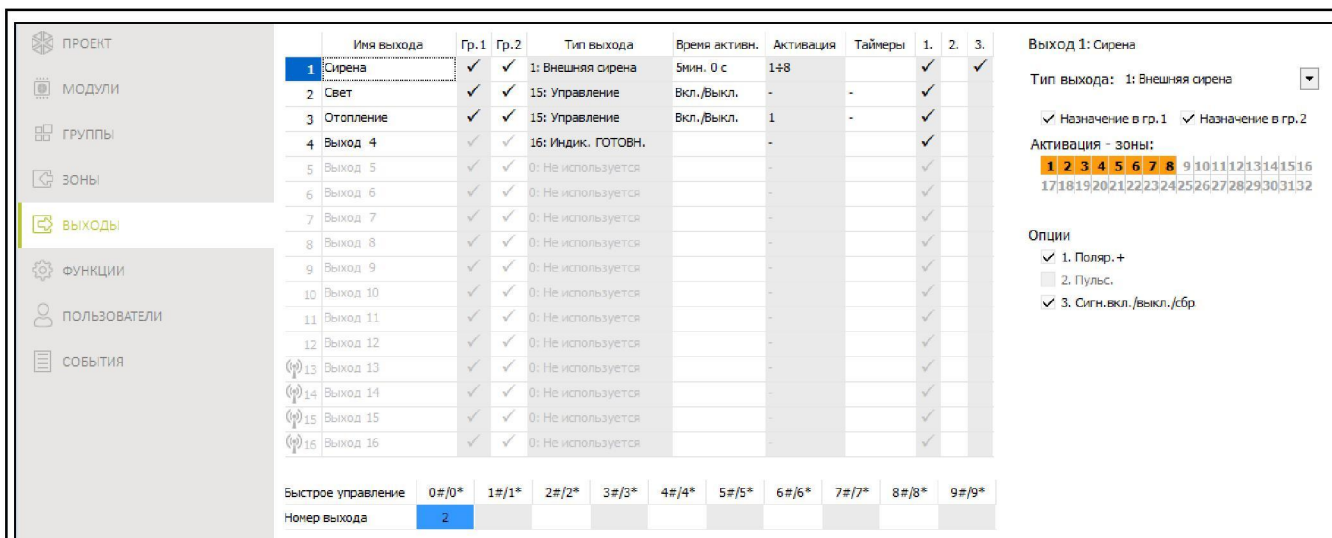 ПРОЕКТ
МОДУЛИ
ГРУППЫ
ЗОНЫ
ВЫХОДЫ
ФУНКЦИИ
ПОЛЬЗОВАТЕЛИ
СОБЫТИЯ
Имя выхода Гр.1 Гр.2 Тип выхода Время активн. Активация Таймеры 1. 2. 3.
1 Сирена ✓ ✓ 1: Внешняя сирена 5мин. 0 с 1÷8 ✓ ✓
2 Свет ✓ ✓ 15: Управление Вкл./Выкл. - - ✓
3 Отопление ✓ ✓ 15: Управление Вкл./Выкл. 1 - ✓
4 Выход 4 ✓ ✓ 16: Индик. ГОТОВН. - ✓
5 Выход 5 ✓ ✓ 0: Не используется - ✓
6 Выход 6 ✓ ✓ 0: Не используется - ✓
7 Выход 7 ✓ ✓ 0: Не используется - ✓
8 Выход 8 ✓ ✓ 0: Не используется - ✓
9 Выход 9 ✓ ✓ 0: Не используется - ✓
10 Выход 10 ✓ ✓ 0: Не используется - ✓
11 Выход 11 ✓ ✓ 0: Не используется - ✓
12 Выход 12 ✓ ✓ 0: Не используется - ✓
13 Выход 13 ✓ ✓ 0: Не используется - ✓
14 Выход 14 ✓ ✓ 0: Не используется - ✓
15 Выход 15 ✓ ✓ 0: Не используется - ✓
16 Выход 16 ✓ ✓ 0: Не используется - ✓
Быстрое управление 0#/0* 1#/1* 2#/2* 3#/3* 4#/4* 5#/5* 6#/6* 7#/7* 8#/8* 9#/9*
Номер выхода 2
Выход 1: Сирена
Тип выхода: 1: Внешняя сирена
✓ Назначение в гр.1 ✓ Назначение в гр.2
Активация - зоны:
1 2 3 4 5 6 7 8 9 10 11 12 13 14 15 16
17 18 19 20 21 22 23 24 25 26 27 28 29 30 31 32
Опции
✓ 1. Поляр.+
2. Пульс.
✓ 3. Сигн.вкл./выкл./сбр